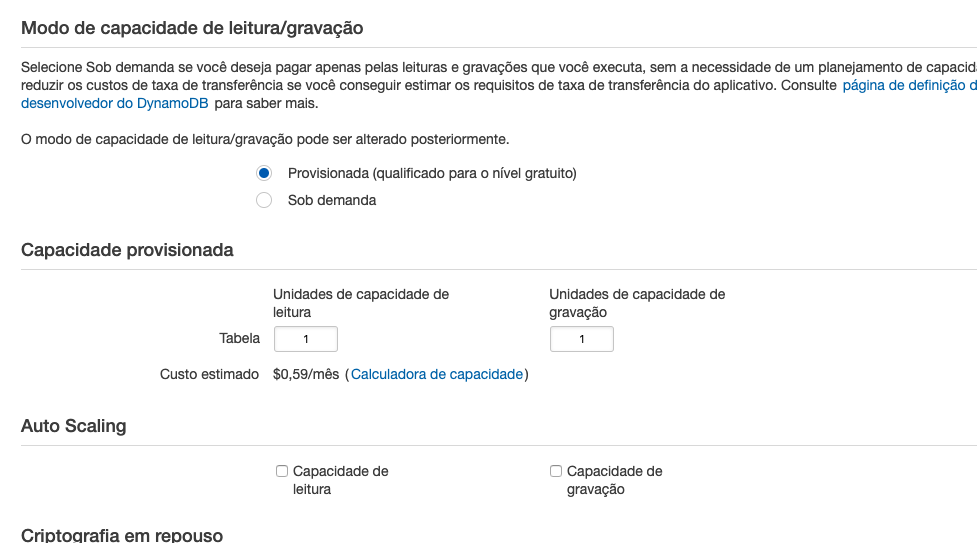 Modo de capacidade de leitura/gravação
Selecione Sob demanda se você deseja pagar apenas pelas leituras e gravações que você executa, sem a necessidade de um planejamento de
reduzir os custos de taxa de transferência se você conseguir estimar os requisitos de taxa de transferência do aplicativo. Consulte página de definição
desenvolvedor do DynamoDB para saber mais.
O modo de capacidade de leitura/gravação pode ser alterado posteriormente.
Provisionada (qualificado para o nível gratuito)
Sob demanda
Capacidade provisionada
Unidades de capacidade de leitura
Unidades de capacidade de gravação
Tabela 1 1
Custo estimado $0,59/mês (Calculadora de capacidade)
Auto Scaling
Capacidade de leitura
Capacidade de gravação
Criptografia em repouso